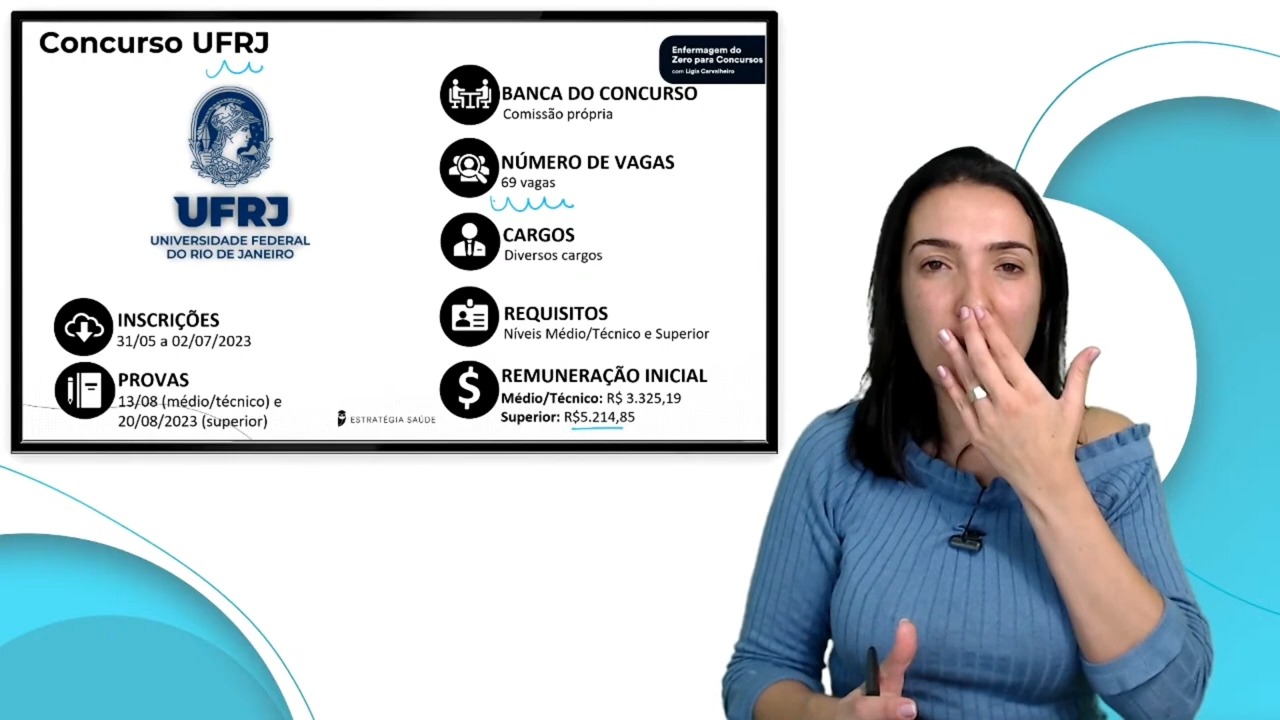 Concurso UFRJ
Enfermagem do
Zero para Concursos
com Ligia Carvalheiro
UFRJ
UNIVERSIDADE FEDERAL
DO RIO DE JANEIRO
INSCRIÇÕES
31/05 a 02/07/2023
PROVAS
13/08 (médio/técnico) e
20/08/2023 (superior)
BANCA DO CONCURSO
Comissão própria
NÚMERO DE VAGAS
69 vagas
CARGOS
Diversos cargos
REQUISITOS
Níveis Médio/Técnico e Superior
REMUNERAÇÃO INICIAL
Médio/Técnico: R$ 3.325,19
Superior: R$5.214,85
ESTRATÉGIA SAÚDE